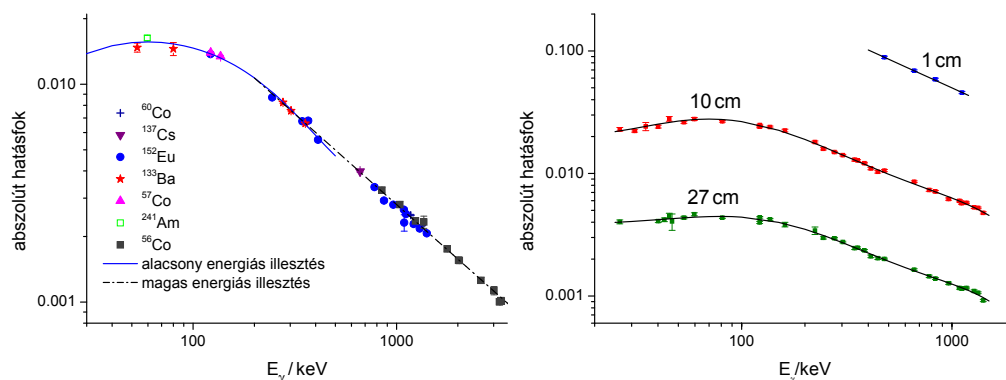 abszolút hatásfok
0.010
0.001
60Co
137Cs
152Eu
133Ba
57Co
241Am
56Co
alacsony energiás illesztés
magas energiás illesztés
100
1000
Eγ / keV
abszolút hatásfok
0.100
0.010
0.001
1 cm
10 cm
27 cm
100
1000
Eγ/keV